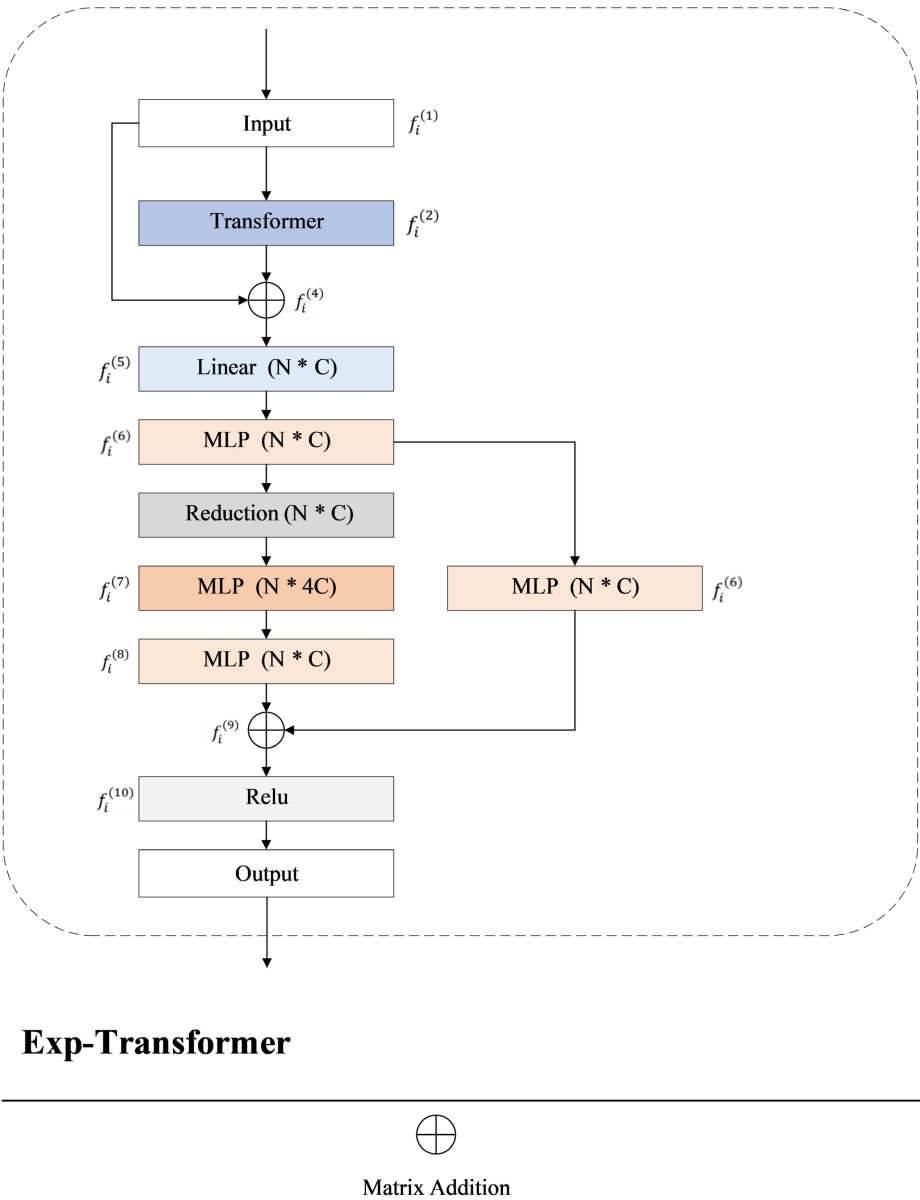 Input f_i^(1)
Transformer f_i^(2)
f_i^(4)
f_i^(5) Linear (N * C)
f_i^(6) MLP (N * C)
Reduction (N * C)
f_i^(7) MLP (N * 4C) MLP (N * C) f_i^(6)
f_i^(8) MLP (N * C)
f_i^(9)
f_i^(10) Relu
Output
Exp-Transformer
Matrix Addition